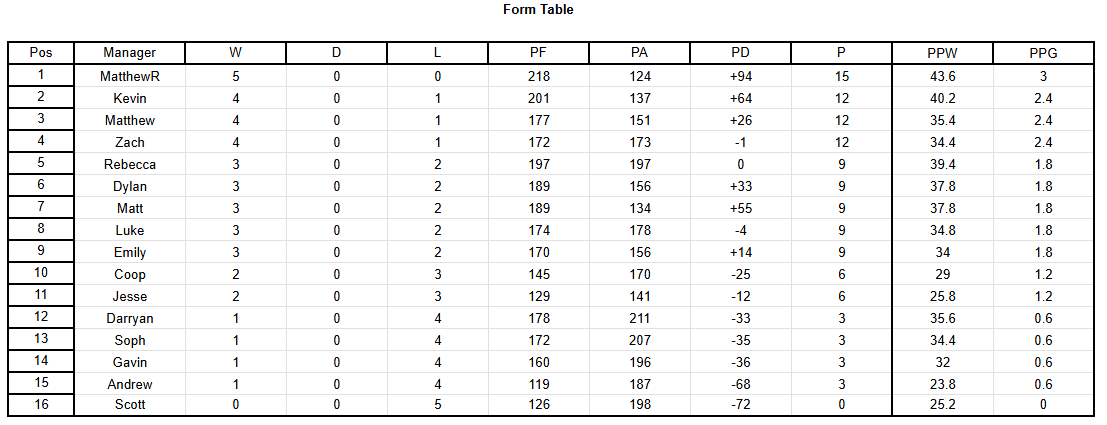 Form Table
Pos Manager W D L PF PA PD P PPW PPG
1 MatthewR 5 0 0 218 124 +94 15 43.6 3
2 Kevin 4 0 1 201 137 +64 12 40.2 2.4
3 Matthew 4 0 1 177 151 +26 12 35.4 2.4
4 Zach 4 0 1 172 173 -1 12 34.4 2.4
5 Rebecca 3 0 2 197 197 0 9 39.4 1.8
6 Dylan 3 0 2 189 156 +33 9 37.8 1.8
7 Matt 3 0 2 189 134 +55 9 37.8 1.8
8 Luke 3 0 2 174 178 -4 9 34.8 1.8
9 Emily 3 0 2 170 156 +14 9 34 1.8
10 Coop 2 0 3 145 170 -25 6 29 1.2
11 Jesse 2 0 3 129 141 -12 6 25.8 1.2
12 Darryan 1 0 4 178 211 -33 3 35.6 0.6
13 Soph 1 0 4 172 207 -35 3 34.4 0.6
14 Gavin 1 0 4 160 196 -36 3 32 0.6
15 Andrew 1 0 4 119 187 -68 3 23.8 0.6
16 Scott 0 0 5 126 198 -72 0 25.2 0